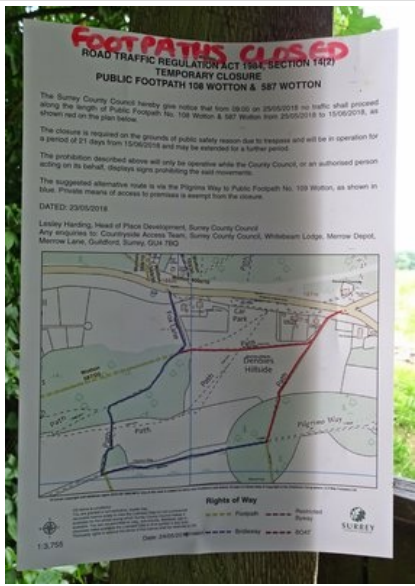 FOOTPATHS CLOSED
ROAD TRAFFIC REGULATION ACT 1984, SECTION 14(2)
TEMPORARY CLOSURE
PUBLIC FOOTPATH 108 WOTTON & 587 WOTTON
The Surrey County Council hereby give notice that from 09:00 on 25/05/2018 no traffic shall proceed
along the length of Public Footpath No. 108 Wotton & 587 Wotton from 25/05/2018 to 15/06/2018, as
shown red on the plan below.
The closure is required on the grounds of public safety reason due to trespass and will be in operation for
a period of 21 days from 15/06/2018 and may be extended for a further period.
The prohibition described above will only be operative while the County Council, or an authorised person
acting on its behalf, displays signs prohibiting the said movements.
The suggested alternative route is via the Pilgrims Way to Public Footpath No. 109 Wotton, as shown in
blue. Private means of access to premises is exempt from the closure.
DATED: 23/05/2018
Lesley Harding, Head of Place Development, Surrey County Council
Any enquiries to: Countryside Access Team, Surrey County Council, Whitebeam Lodge, Merrow Depot,
Merrow Lane, Guildford, Surrey, GU4 7BQ
Car
Park
Path
Denbies
Hillside
Path
Path
Wotton
Path
Path
Pilgrims Way
Rights of Way
Footpath
Restricted
Byway
Bridleway
BOAT
1:3,755
Date:
SURREY